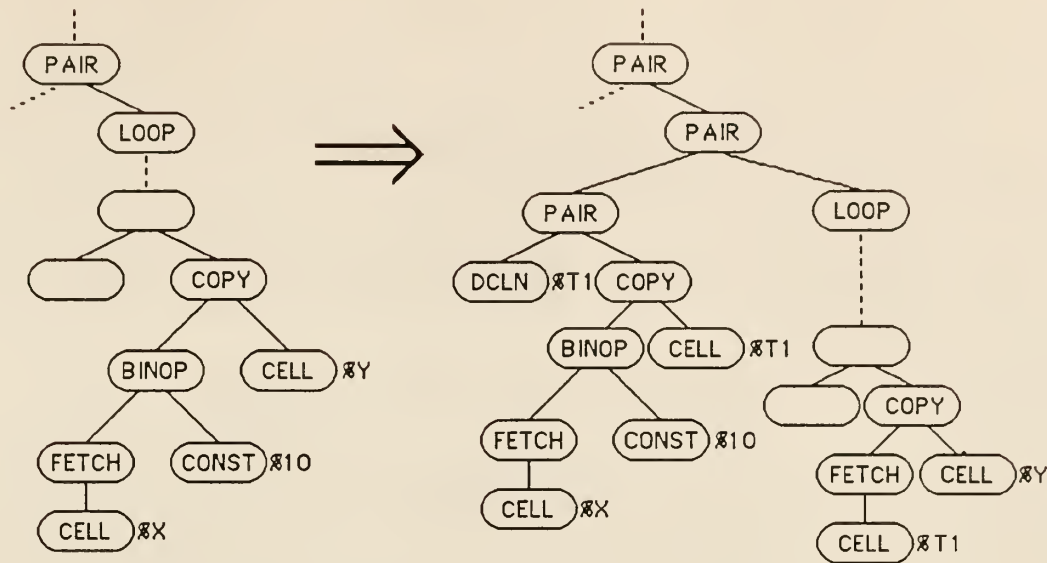 PAIR PAIR
LOOP PAIR
PAIR LOOP
COPY DCLN %T1 COPY
BINOP CELL %Y BINOP CELL %T1
COPY
FETCH CONST %10 FETCH CONST %10
FETCH CELL %Y
CELL %X CELL %X
CELL %T1